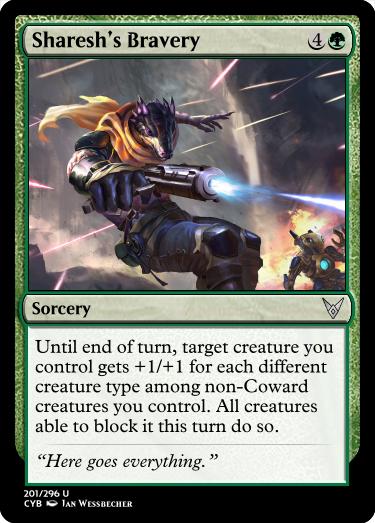 Sharesh's Bravery 4
Sorcery
Until end of turn, target creature you
control gets +1/+1 for each different
creature type among non-Coward
creatures you control. All creatures
able to block it this turn do so.
“Here goes everything.”
201/296 U
CYB Ian Wessbecher